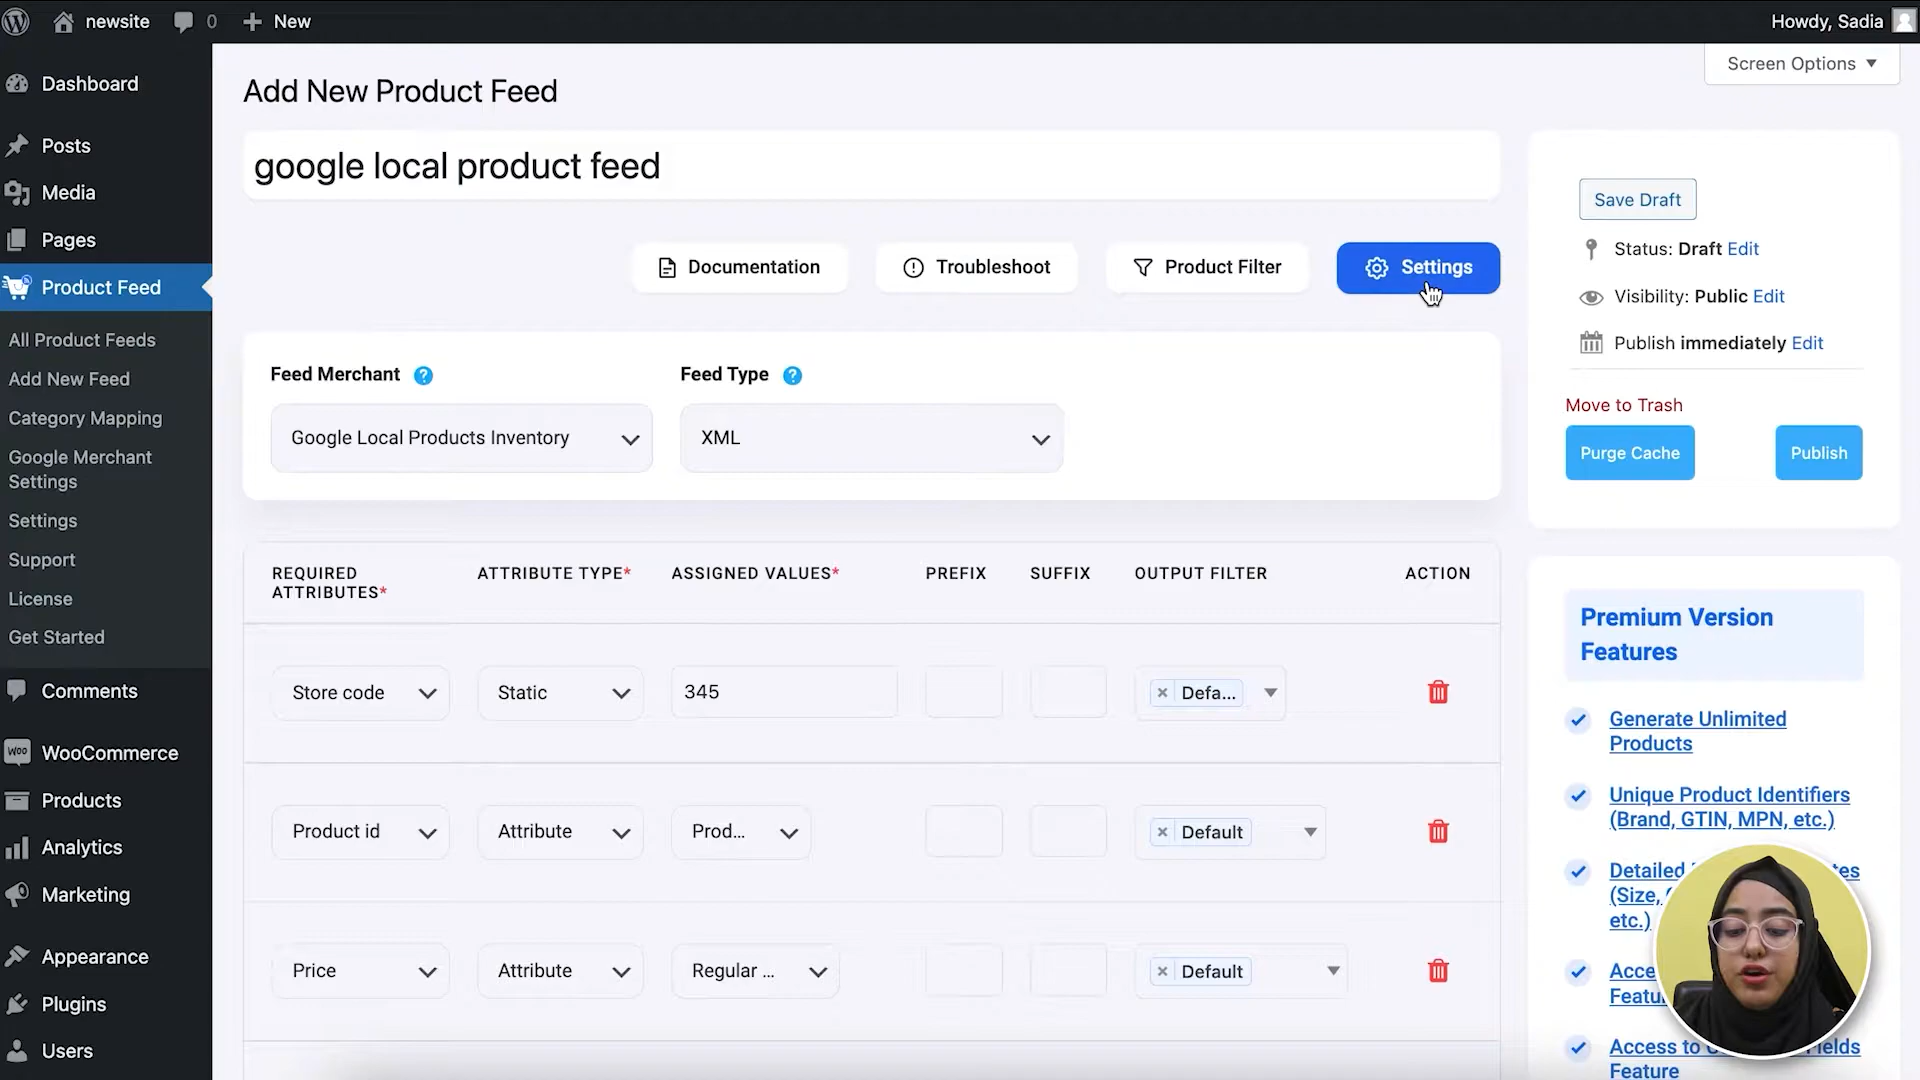 newsite
0
New
Howdy, Sadia
Screen Options
Dashboard
Posts
Media
Pages
Product Feed
All Product Feeds
Add New Feed
Category Mapping
Google Merchant
Settings
Settings
Support
License
Get Started
Comments
WooCommerce
Products
Analytics
Marketing
Appearance
Plugins
Users
Add New Product Feed
google local product feed
Documentation
Troubleshoot
Product Filter
Settings
Feed Merchant ?
Feed Type ?
Google Local Products Inventory
XML
REQUIRED
ATTRIBUTES*
ATTRIBUTE TYPE*
ASSIGNED VALUES*
PREFIX
SUFFIX
OUTPUT FILTER
ACTION
Store code
Static
345
× Defa...
Product id
Attribute
Prod...
× Default
Price
Attribute
Regular ...
× Default
Save Draft
Status: Draft Edit
Visibility: Public Edit
Publish immediately Edit
Move to Trash
Purge Cache
Publish
Premium Version
Features
Generate Unlimited
Products
Unique Product Identifiers
(Brand, GTIN, MPN, etc.)
Detailed
(Size,
etc.)
Access to
Feature